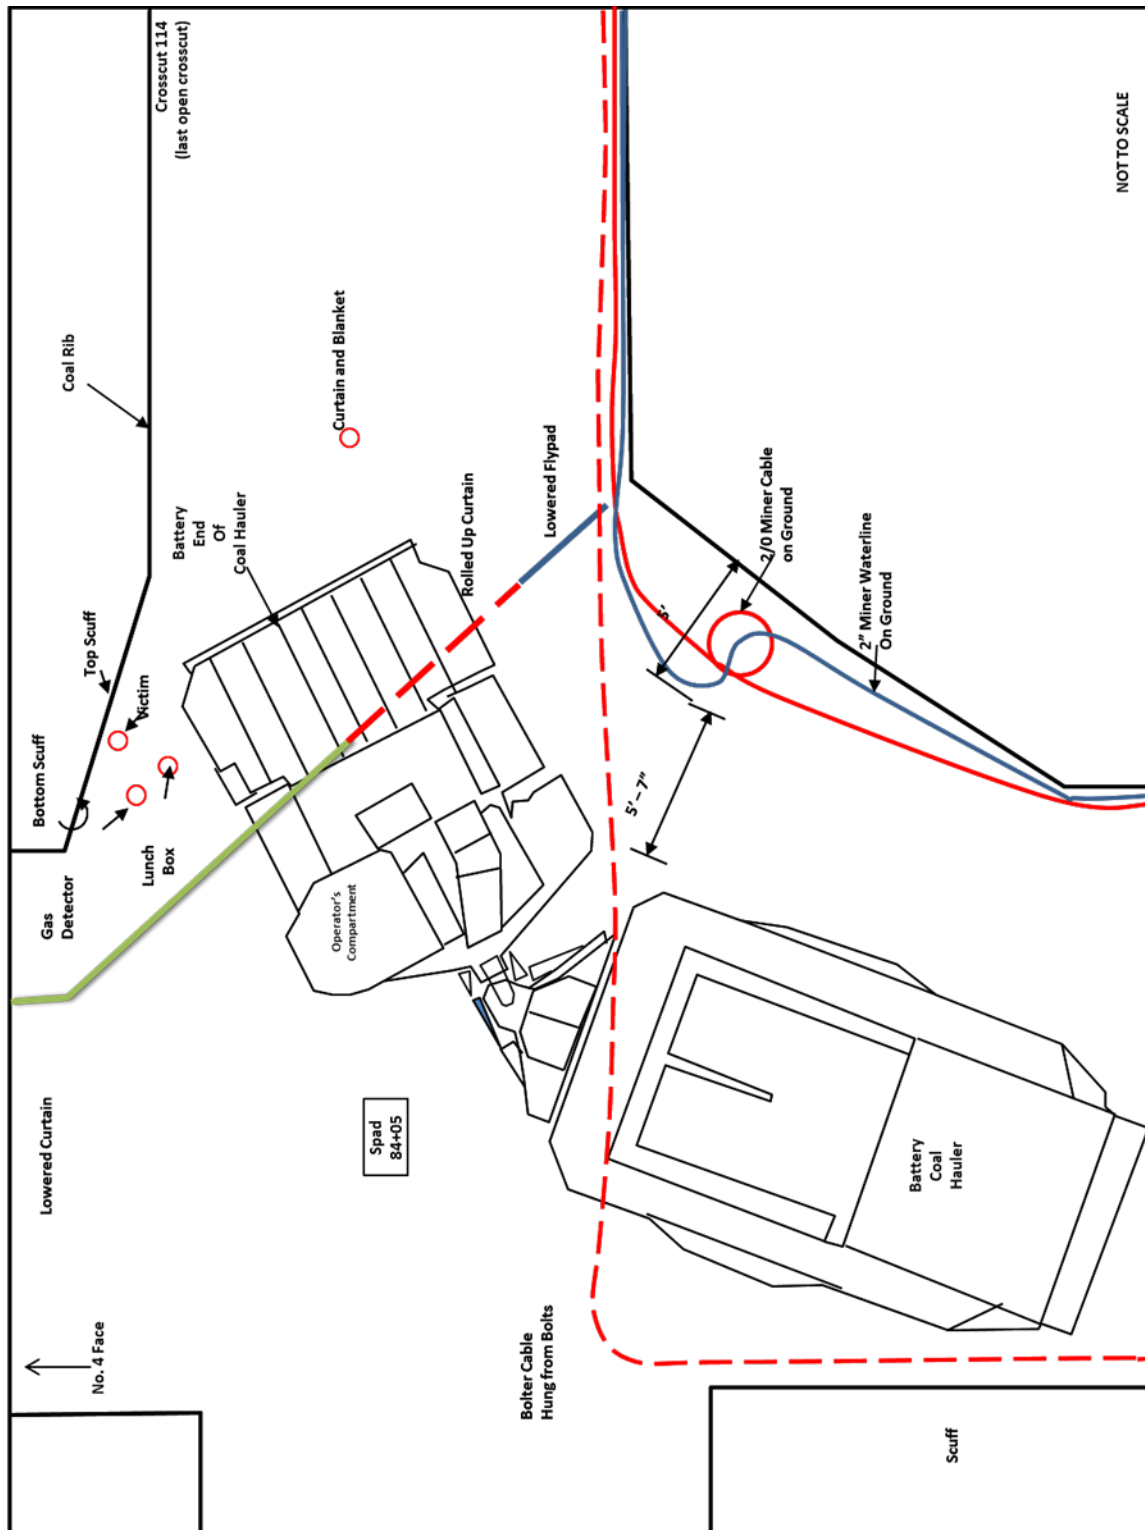 Crosscut 114
(last open crosscut)
NOT TO SCALE
Coal Rib
Curtain and Blanket
Battery
End
Of
Coal Hauler
Rolled Up Curtain
Lowered Flypad
2/0 Miner Cable
on Ground
5'
2" Miner Waterline
On Ground
5' – 7"
Top Scuff
Victim
Bottom Scuff
Lunch
Box
Gas
Detector
Operator's
Compartment
Lowered Curtain
Spad
84+05
Battery
Coal
Hauler
No. 4 Face
Bolter Cable
Hung from Bolts
Scuff